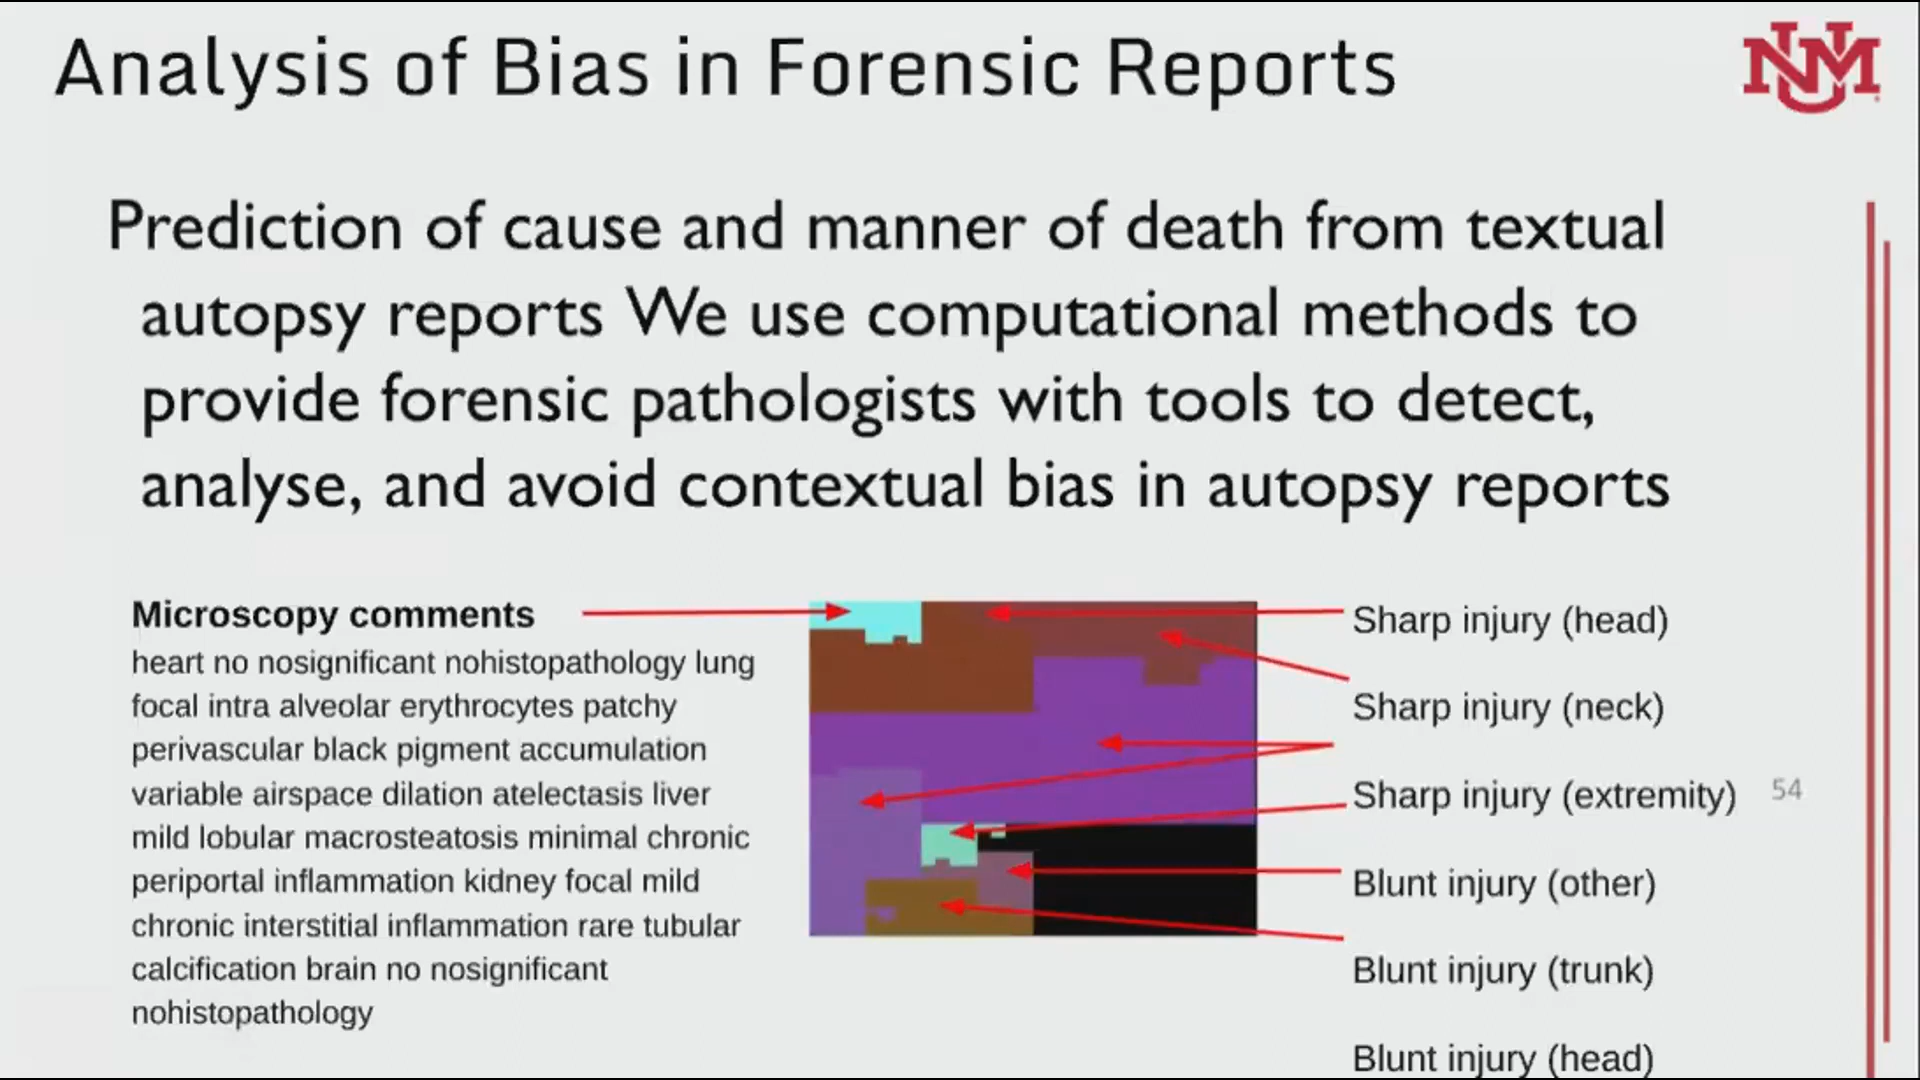 Analysis of Bias in Forensic Reports
UNM
Prediction of cause and manner of death from textual
autopsy reports We use computational methods to
provide forensic pathologists with tools to detect,
analyse, and avoid contextual bias in autopsy reports
Microscopy comments
heart no nosignificant nohistopathology lung
focal intra alveolar erythrocytes patchy
perivascular black pigment accumulation
variable airspace dilation atelectasis liver
mild lobular macrosteatosis minimal chronic
periportal inflammation kidney focal mild
chronic interstitial inflammation rare tubular
calcification brain no nosignificant
nohistopathology
Sharp injury (head)
Sharp injury (neck)
Sharp injury (extremity)
Blunt injury (other)
Blunt injury (trunk)
Blunt injury (head)
54